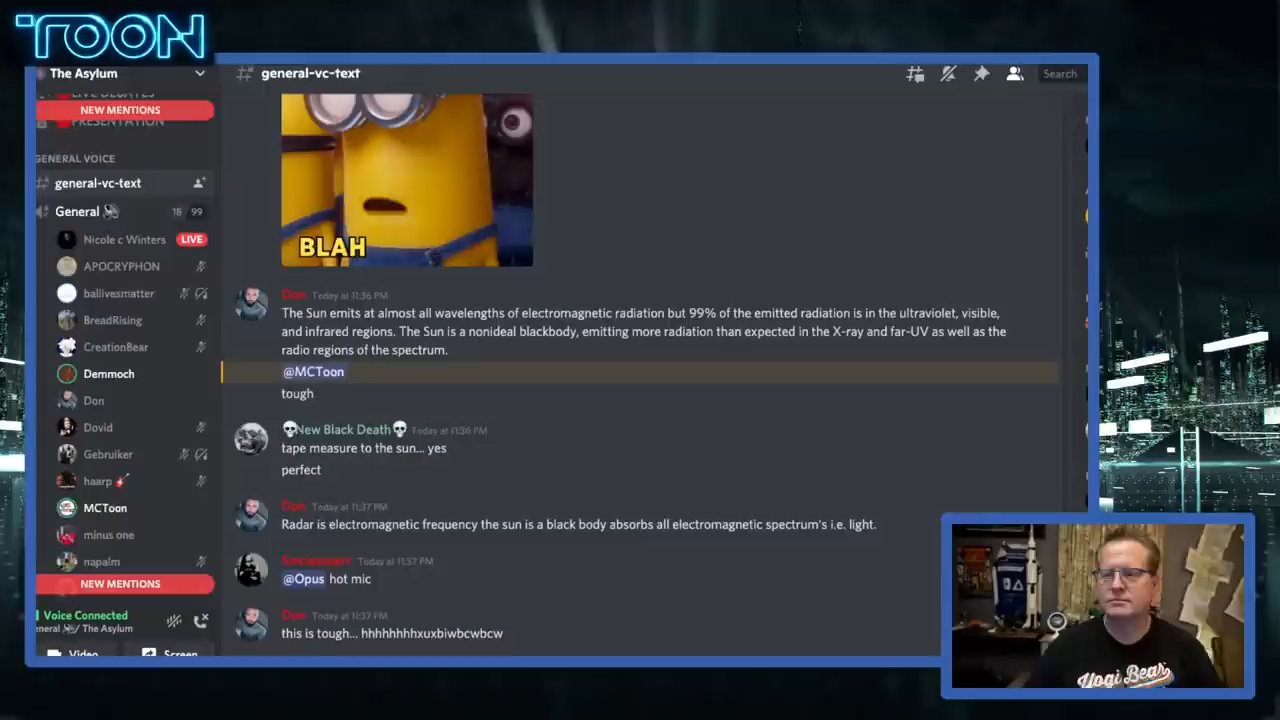 TOON
The Asylum
general-vc-text
Search
LIVE DEBATES
NEW MENTIONS
PRESENTATION
GENERAL VOICE
general-vc-text
General
18 99
Nicole c Winters LIVE
APOCRYPHON
ballivesmatter
BreadRising
CreationBear
Demmoch
Don
Dovid
Gebruiker
haarp
MCToon
minus one
napalm
NEW MENTIONS
Voice Connected
eneral / The Asylum
Video
Screen
BLAH
Don Today at 11:36 PM
The Sun emits at almost all wavelengths of electromagnetic radiation but 99% of the emitted radiation is in the ultraviolet, visible,
and infrared regions. The Sun is a nonideal blackbody, emitting more radiation than expected in the X-ray and far-UV as well as the
radio regions of the spectrum.
@MCToon
tough
New Black Death Today at 11:36 PM
tape measure to the sun... yes
perfect
Don Today at 11:37 PM
Radar is electromagnetic frequency the sun is a black body absorbs all electromagnetic spectrum's i.e. light.
Today at 11:37 PM
@Opus hot mic
Don Today at 11:37 PM
this is tough... hhhhhhhhxuxbiwbcwbcw
Yogi Bear